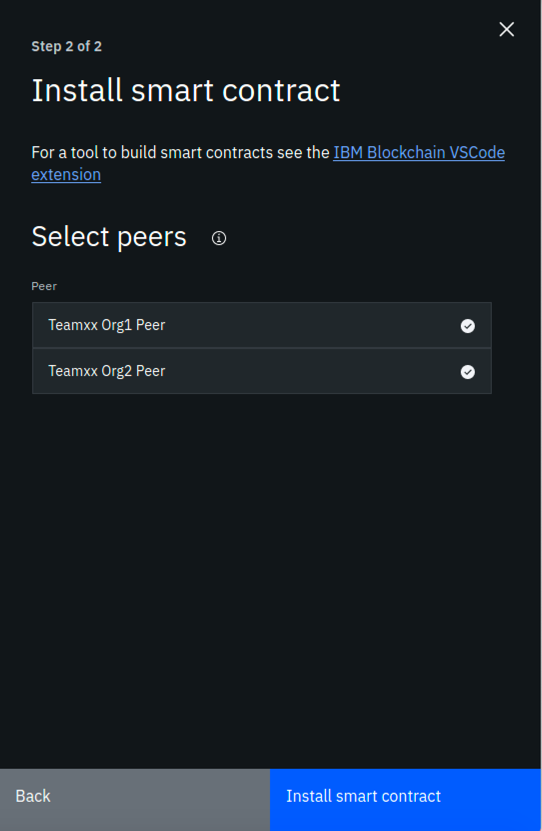 Step 2 of 2
Install smart contract
For a tool to build smart contracts see the IBM Blockchain VSCode
extension
Select peers
Peer
Teamxx Org1 Peer
Teamxx Org2 Peer
Back
Install smart contract